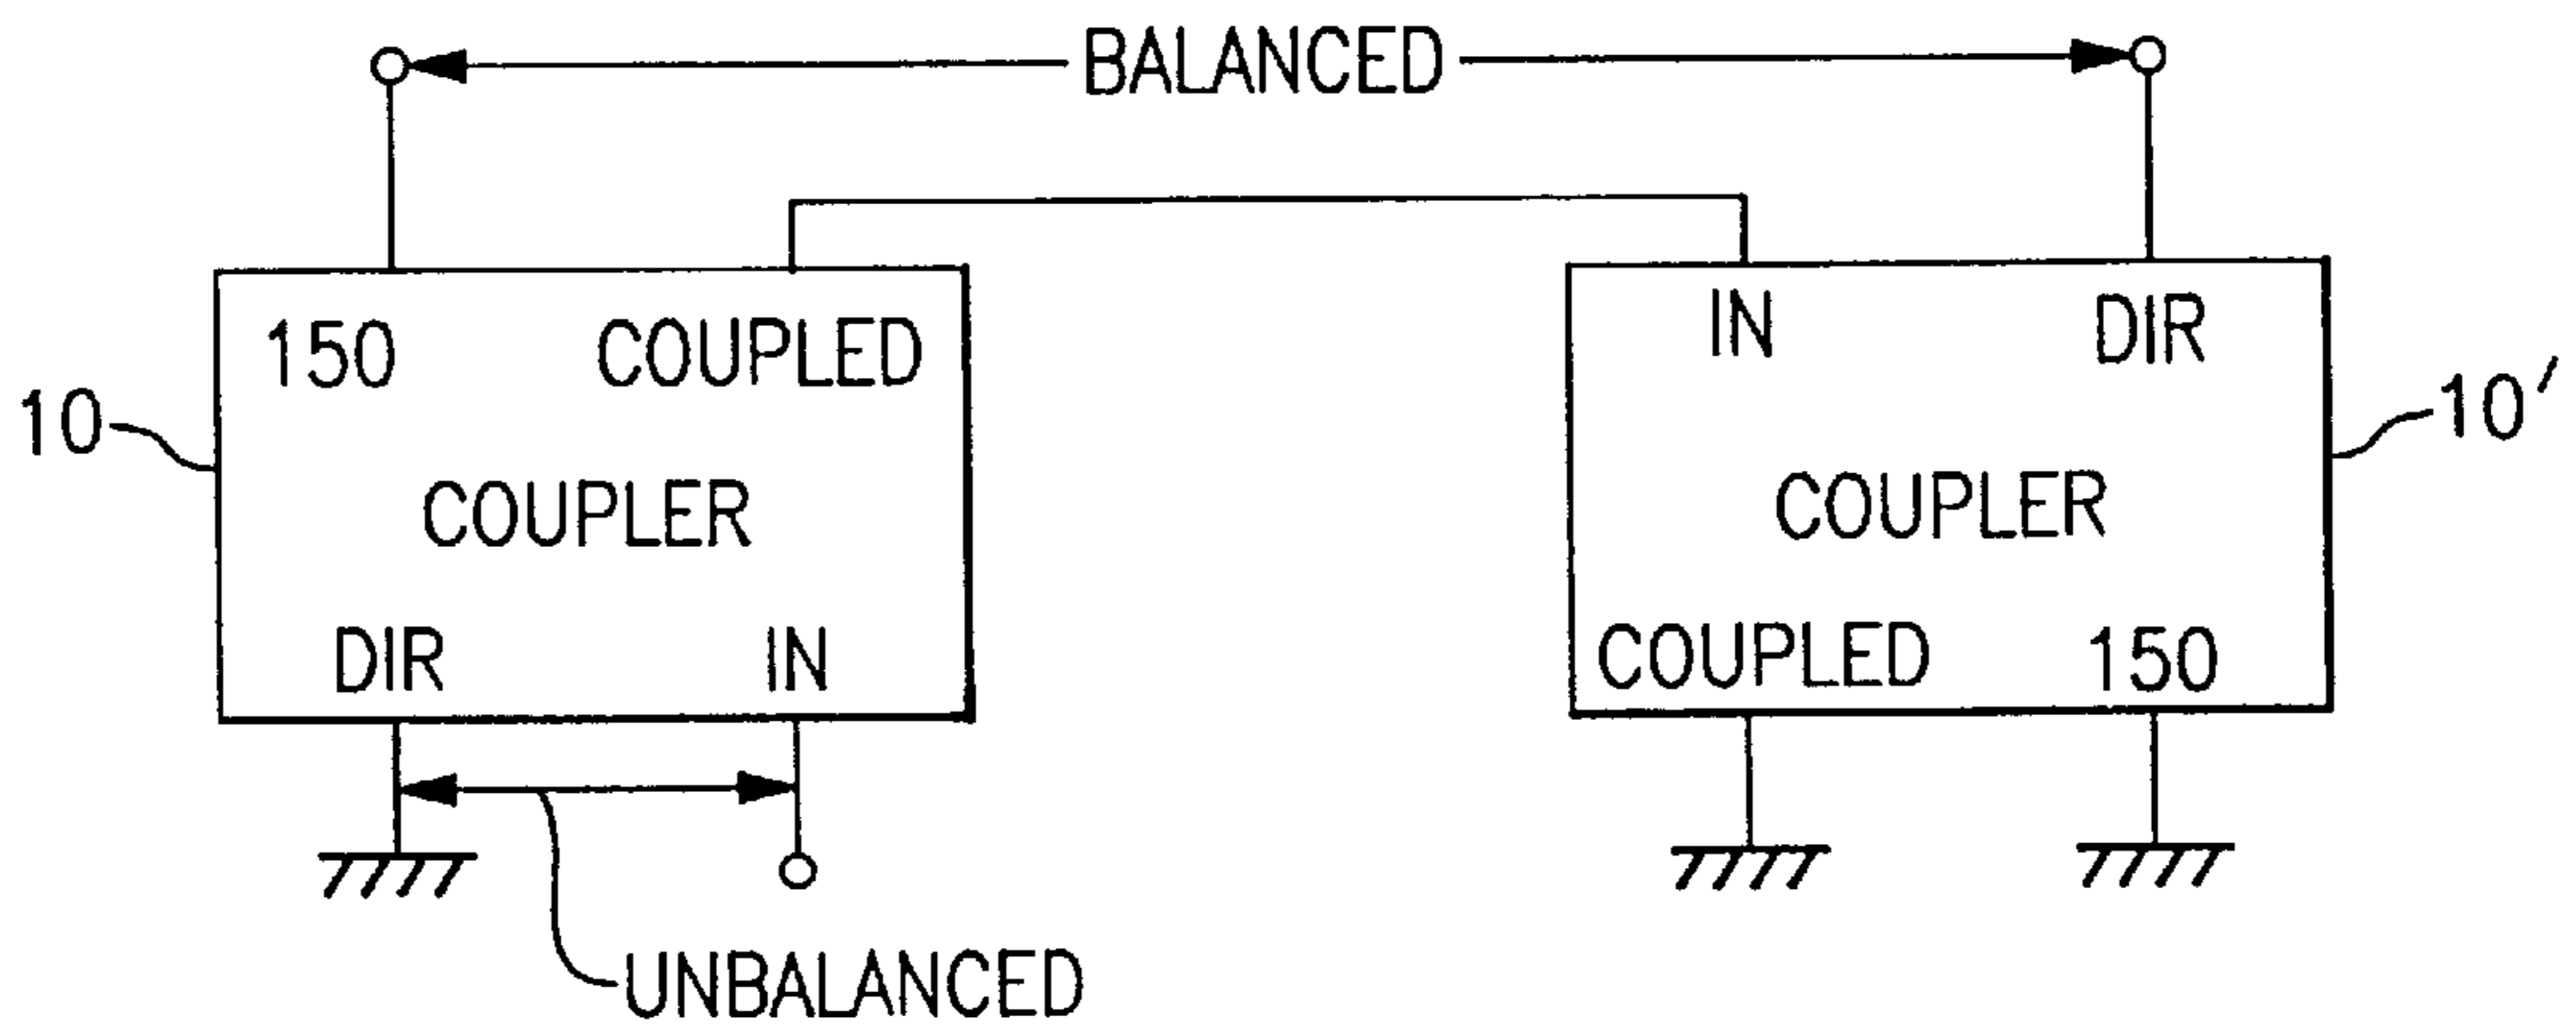 BALANCED
150 COUPLED
IN DIR
10
10′
COUPLER
COUPLER
DIR IN
COUPLED 150
UNBALANCED